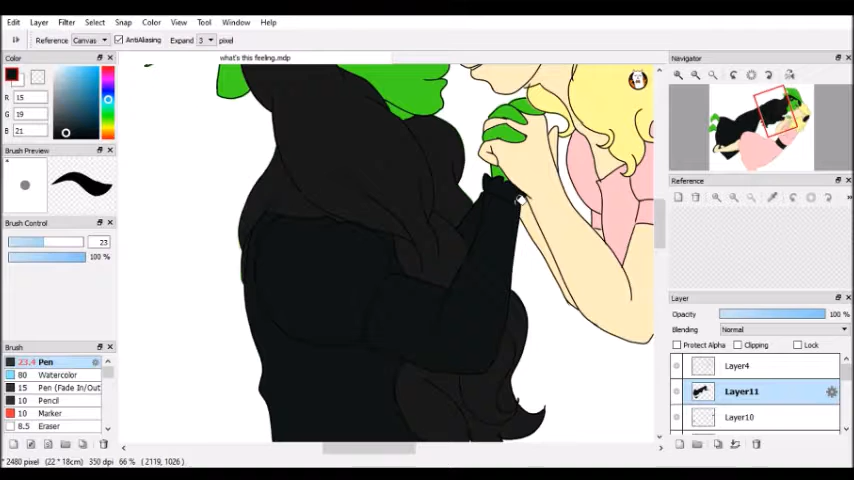 Edit Layer Filter Select Snap Color View Tool Window Help
Reference Canvas AntiAliasing Expand 3 pixel
what's this feeling.mdp
Color
R 15
G 19
B 21
Brush Preview
Brush Control
23
100 %
Brush
23.4 Pen
80 Watercolor
15 Pen (Fade In/Out
10 Pencil
10 Marker
8.5 Eraser
Navigator
Reference
Layer
Opacity 100 %
Blending Normal
Protect Alpha Clipping Lock
Layer4
Layer11
Layer10
* 2480 pixel (22 * 18cm) 350 dpi 66 % ( 2119, 1026 )